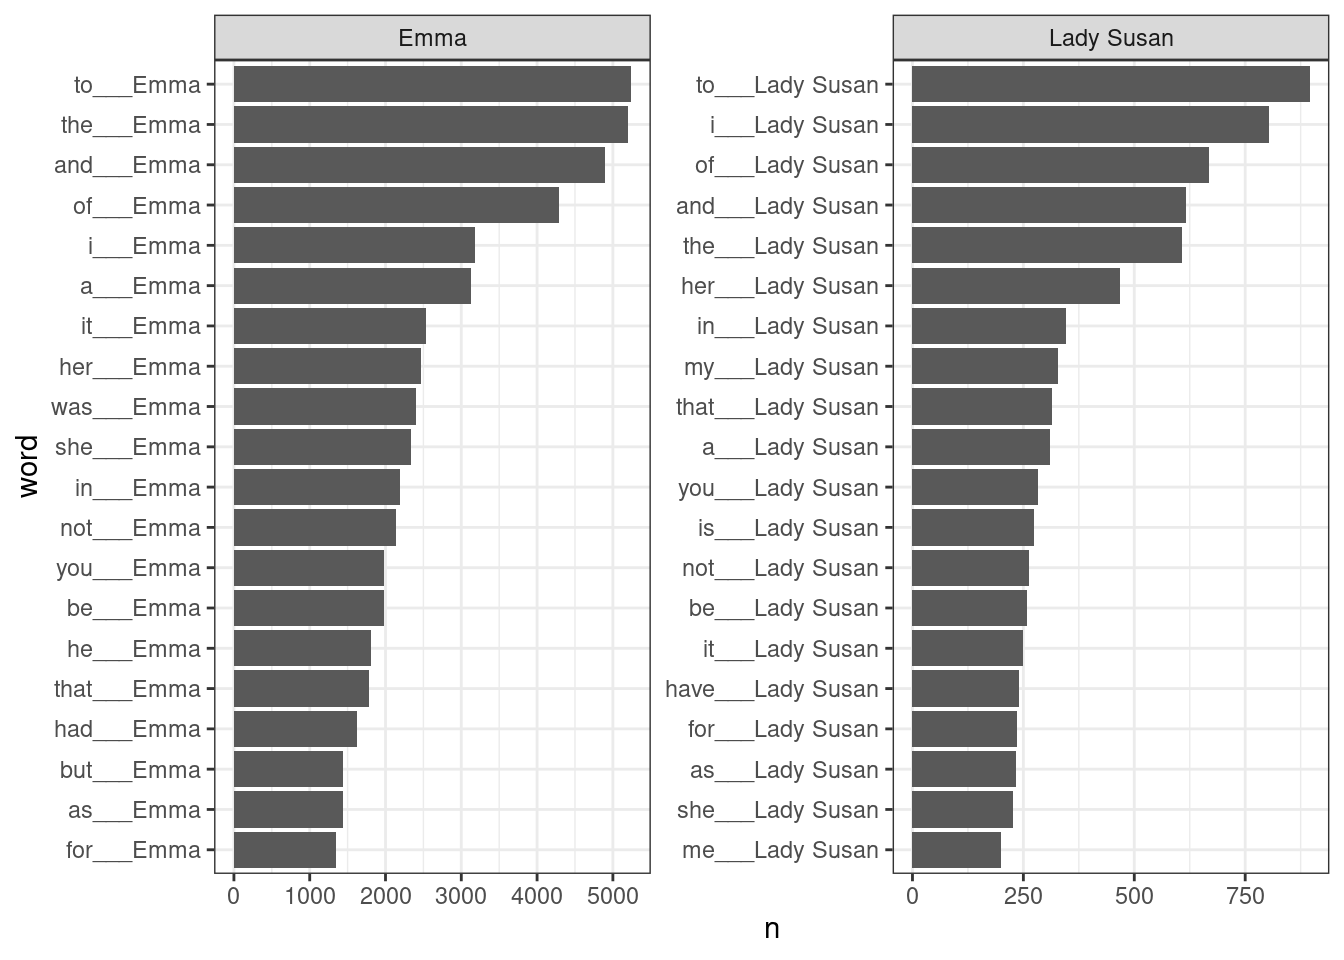 Emma
Lady Susan
word
to___Emma
the___Emma
and___Emma
of___Emma
i___Emma
a___Emma
it___Emma
her___Emma
was___Emma
she___Emma
in___Emma
not___Emma
you___Emma
be___Emma
he___Emma
that___Emma
had___Emma
but___Emma
as___Emma
for___Emma
0 1000 2000 3000 4000 5000
to___Lady Susan
i___Lady Susan
of___Lady Susan
and___Lady Susan
the___Lady Susan
her___Lady Susan
in___Lady Susan
my___Lady Susan
that___Lady Susan
a___Lady Susan
you___Lady Susan
is___Lady Susan
not___Lady Susan
be___Lady Susan
it___Lady Susan
have___Lady Susan
for___Lady Susan
as___Lady Susan
she___Lady Susan
me___Lady Susan
0 250 500 750
n